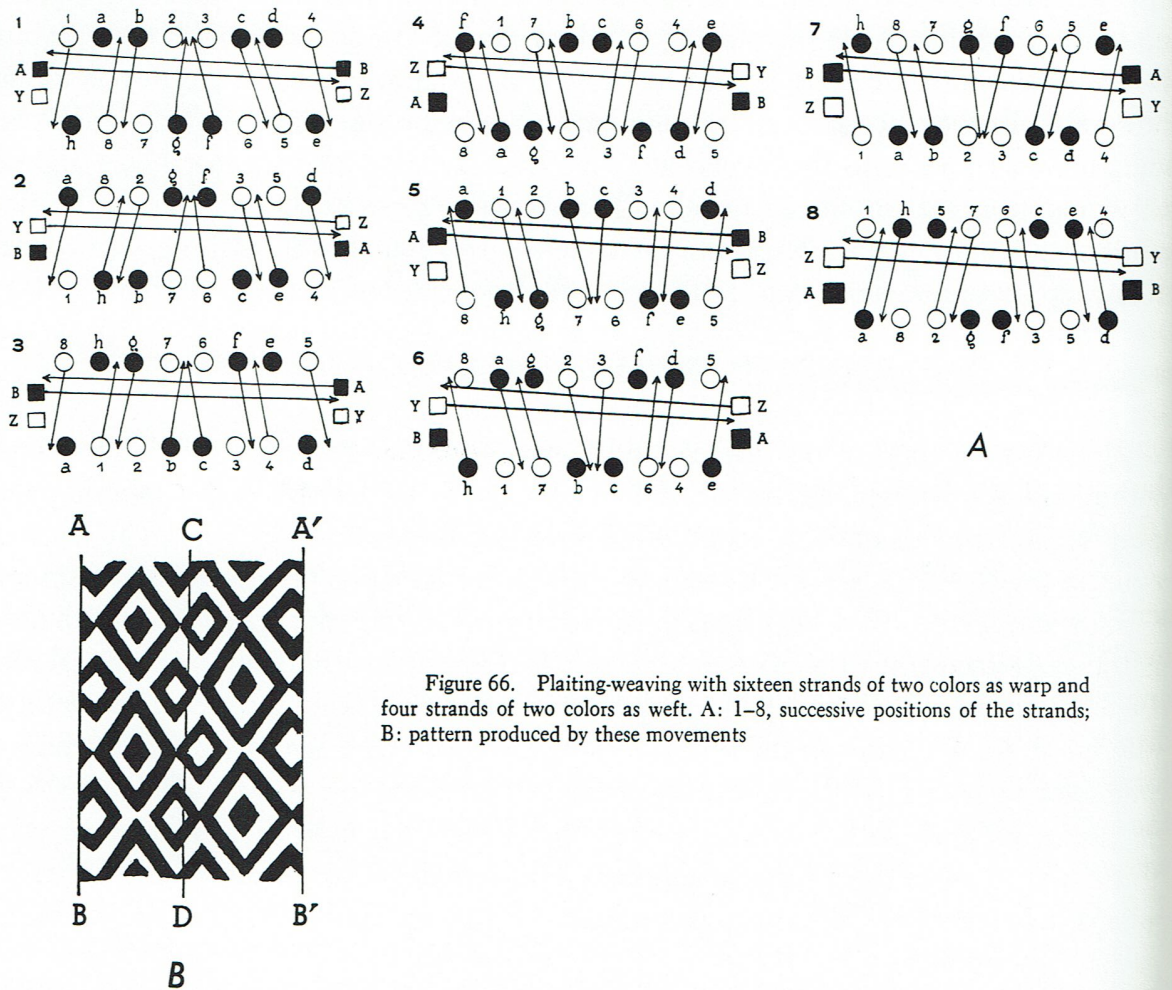 1
1 a b 2 3 c d 4
A B
Y Z
h 8 7 g f 6 5 e
2
a 8 2 g f 3 5 d
Y Z
B A
1 h b 7 6 c e 4
3
8 h g 7 6 f e 5
B A
Z Y
a 1 2 b c 3 4 d
4
f 1 7 b c 6 4 e
Z Y
A B
8 a g 2 3 f d 5
5
a 1 2 b c 3 4 d
A B
Y Z
8 h g 7 6 f e 5
6
8 a g 2 3 f d 5
Y Z
B A
h 1 7 b c 6 4 e
7
h 8 7 g f 6 5 e
B A
Z Y
1 a b 2 3 c d 4
8
1 h 5 7 6 c e 4
Z Y
A B
a 8 2 g f 3 5 d
A
A C A′
B D B′
B
Figure 66. Plaiting-weaving with sixteen strands of two colors as warp and
four strands of two colors as weft. A: 1–8, successive positions of the strands;
B: pattern produced by these movements